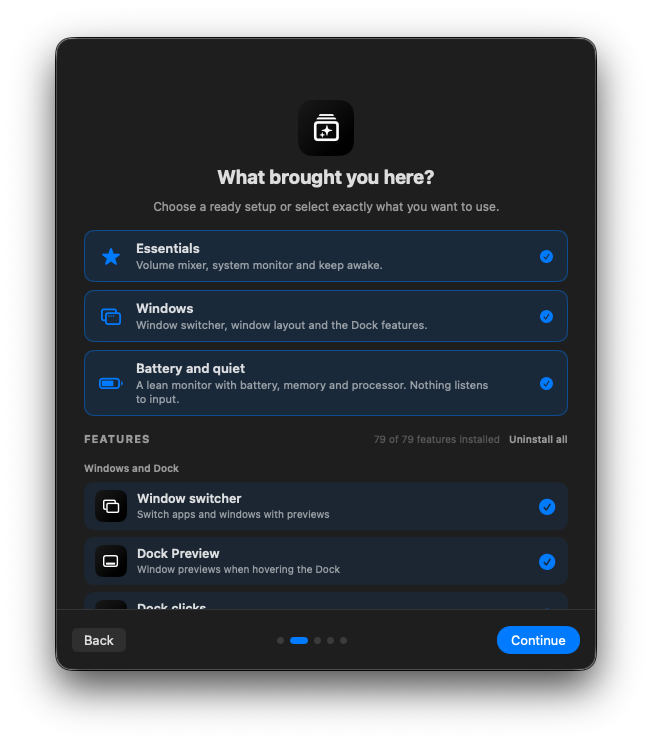 What brought you here?
Choose a ready setup or select exactly what you want to use.
Essentials
Volume mixer, system monitor and keep awake.
Windows
Window switcher, window layout and the Dock features.
Battery and quiet
A lean monitor with battery, memory and processor. Nothing listens
to input.
FEATURES 79 of 79 features installed Uninstall all
Windows and Dock
Window switcher
Switch apps and windows with previews
Dock Preview
Window previews when hovering the Dock
Dock clicks
Back Continue